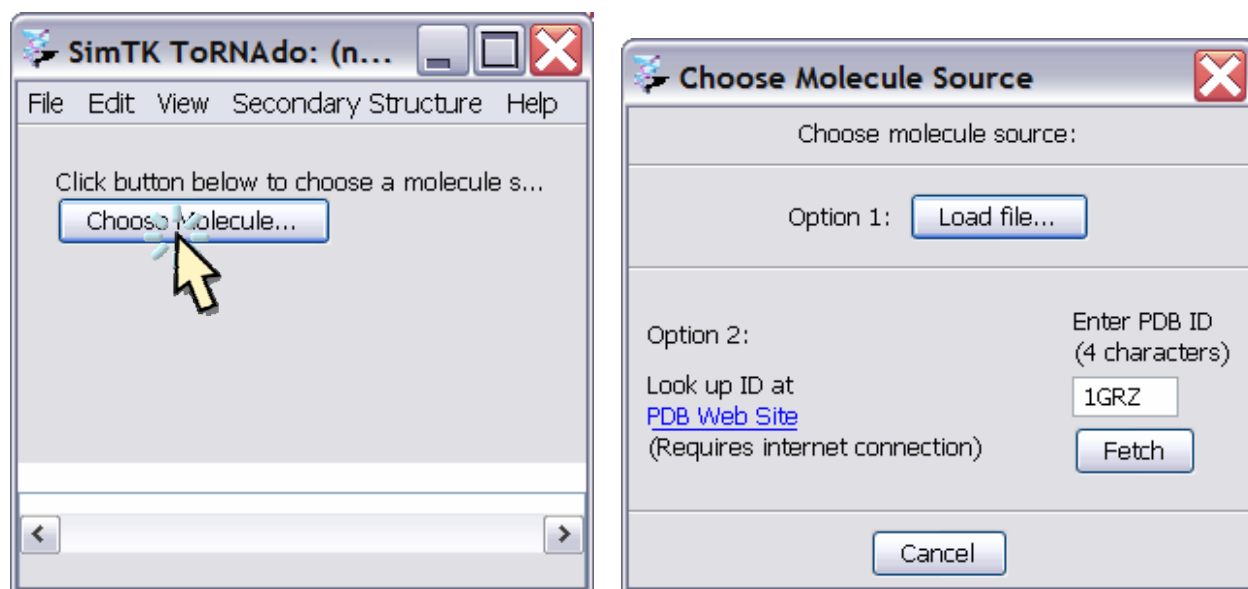 SimTK ToRNAdo: (n...
File Edit View Secondary Structure Help
Click button below to choose a molecule s...
Choose Molecule...
Choose Molecule Source
Choose molecule source:
Option 1: Load file...
Option 2:
Look up ID at
PDB Web Site
(Requires internet connection)
Enter PDB ID
(4 characters)
1GRZ
Fetch
Cancel